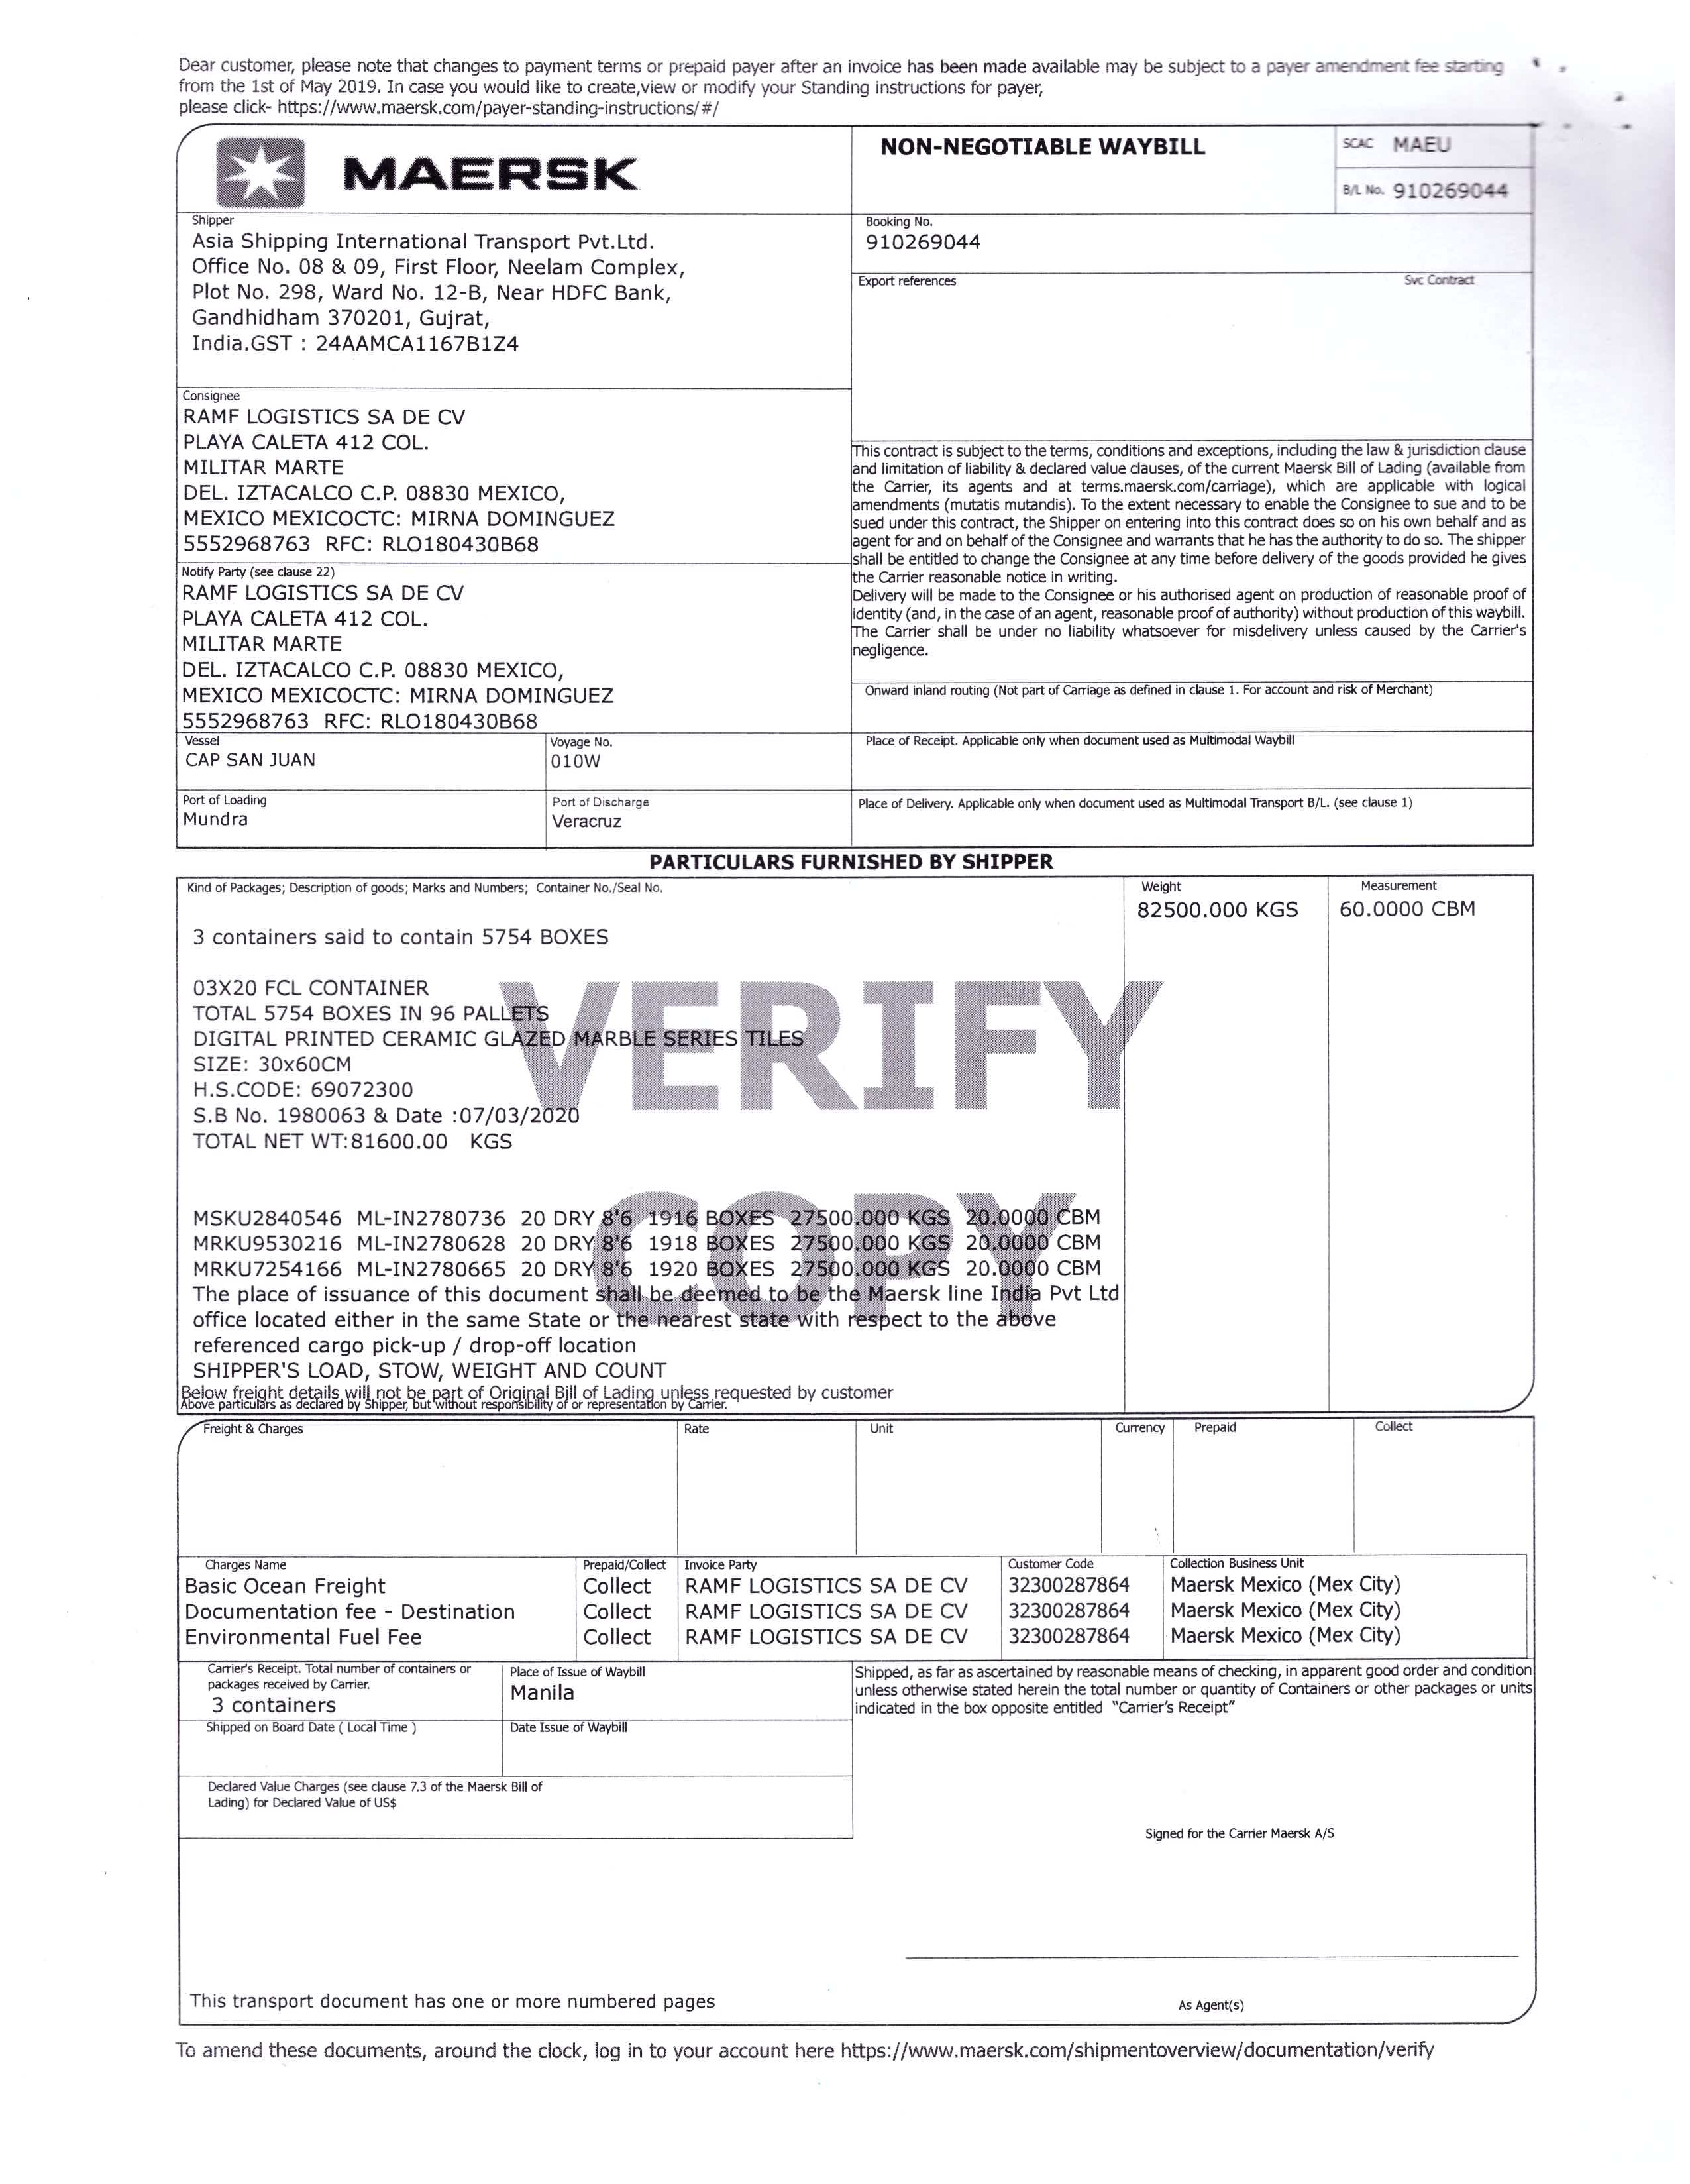 Dear customer, please note that changes to payment terms or prepaid payer after an invoice has been made available may be subject to a payer amendment fee starting
from the 1st of May 2019. In case you would like to create,view or modify your Standing instructions for payer,
please click- https://www.maersk.com/payer-standing-instructions/#/
MAERSK
NON-NEGOTIABLE WAYBILL
SCAC MAEU
B/L No. 910269044
Shipper
Asia Shipping International Transport Pvt.Ltd.
Office No. 08 & 09, First Floor, Neelam Complex,
Plot No. 298, Ward No. 12-B, Near HDFC Bank,
Gandhidham 370201, Gujrat,
India.GST : 24AAMCA1167B1Z4
Booking No.
910269044
Export references
Svc Contract
Consignee
RAMF LOGISTICS SA DE CV
PLAYA CALETA 412 COL.
MILITAR MARTE
DEL. IZTACALCO C.P. 08830 MEXICO,
MEXICO MEXICOCTC: MIRNA DOMINGUEZ
5552968763 RFC: RLO180430B68
This contract is subject to the terms, conditions and exceptions, including the law & jurisdiction clause
and limitation of liability & declared value clauses, of the current Maersk Bill of Lading (available from
the Carrier, its agents and at terms.maersk.com/carriage), which are applicable with logical
amendments (mutatis mutandis). To the extent necessary to enable the Consignee to sue and to be
sued under this contract, the Shipper on entering into this contract does so on his own behalf and as
agent for and on behalf of the Consignee and warrants that he has the authority to do so. The shipper
shall be entitled to change the Consignee at any time before delivery of the goods provided he gives
the Carrier reasonable notice in writing.
Delivery will be made to the Consignee or his authorised agent on production of reasonable proof of
identity (and, in the case of an agent, reasonable proof of authority) without production of this waybill.
The Carrier shall be under no liability whatsoever for misdelivery unless caused by the Carrier's
negligence.
Notify Party (see clause 22)
RAMF LOGISTICS SA DE CV
PLAYA CALETA 412 COL.
MILITAR MARTE
DEL. IZTACALCO C.P. 08830 MEXICO,
MEXICO MEXICOCTC: MIRNA DOMINGUEZ
5552968763 RFC: RLO180430B68
Onward inland routing (Not part of Carriage as defined in clause 1. For account and risk of Merchant)
Vessel
CAP SAN JUAN
Voyage No.
010W
Place of Receipt. Applicable only when document used as Multimodal Waybill
Port of Loading
Mundra
Port of Discharge
Veracruz
Place of Delivery. Applicable only when document used as Multimodal Transport B/L. (see clause 1)
PARTICULARS FURNISHED BY SHIPPER
Kind of Packages; Description of goods; Marks and Numbers; Container No./Seal No.
Weight
82500.000 KGS
Measurement
60.0000 CBM
3 containers said to contain 5754 BOXES
03X20 FCL CONTAINER
TOTAL 5754 BOXES IN 96 PALLETS
DIGITAL PRINTED CERAMIC GLAZED MARBLE SERIES TILES
SIZE: 30x60CM
H.S.CODE: 69072300
S.B No. 1980063 & Date :07/03/2020
TOTAL NET WT:81600.00 KGS
VERIFY
COPY
MSKU2840546 ML-IN2780736 20 DRY 8'6 1916 BOXES 27500.000 KGS 20.0000 CBM
MRKU9530216 ML-IN2780628 20 DRY 8'6 1918 BOXES 27500.000 KGS 20.0000 CBM
MRKU7254166 ML-IN2780665 20 DRY 8'6 1920 BOXES 27500.000 KGS 20.0000 CBM
The place of issuance of this document shall be deemed to be the Maersk line India Pvt Ltd
office located either in the same State or the nearest state with respect to the above
referenced cargo pick-up / drop-off location
SHIPPER'S LOAD, STOW, WEIGHT AND COUNT
Below freight details will not be part of Original Bill of Lading unless requested by customer
Above particulars as declared by Shipper, but without responsibility of or representation by Carrier.
Freight & Charges
Rate
Unit
Currency
Prepaid
Collect
Charges Name Prepaid/Collect Invoice Party Customer Code Collection Business Unit
Basic Ocean Freight Collect RAMF LOGISTICS SA DE CV 32300287864 Maersk Mexico (Mex City)
Documentation fee - Destination Collect RAMF LOGISTICS SA DE CV 32300287864 Maersk Mexico (Mex City)
Environmental Fuel Fee Collect RAMF LOGISTICS SA DE CV 32300287864 Maersk Mexico (Mex City)
Carrier's Receipt. Total number of containers or
packages received by Carrier.
3 containers
Place of Issue of Waybill
Manila
Shipped, as far as ascertained by reasonable means of checking, in apparent good order and condition
unless otherwise stated herein the total number or quantity of Containers or other packages or units
indicated in the box opposite entitled "Carrier's Receipt"
Shipped on Board Date ( Local Time )
Date Issue of Waybill
Declared Value Charges (see clause 7.3 of the Maersk Bill of
Lading) for Declared Value of US$
Signed for the Carrier Maersk A/S
This transport document has one or more numbered pages
As Agent(s)
To amend these documents, around the clock, log in to your account here https://www.maersk.com/shipmentoverview/documentation/verify